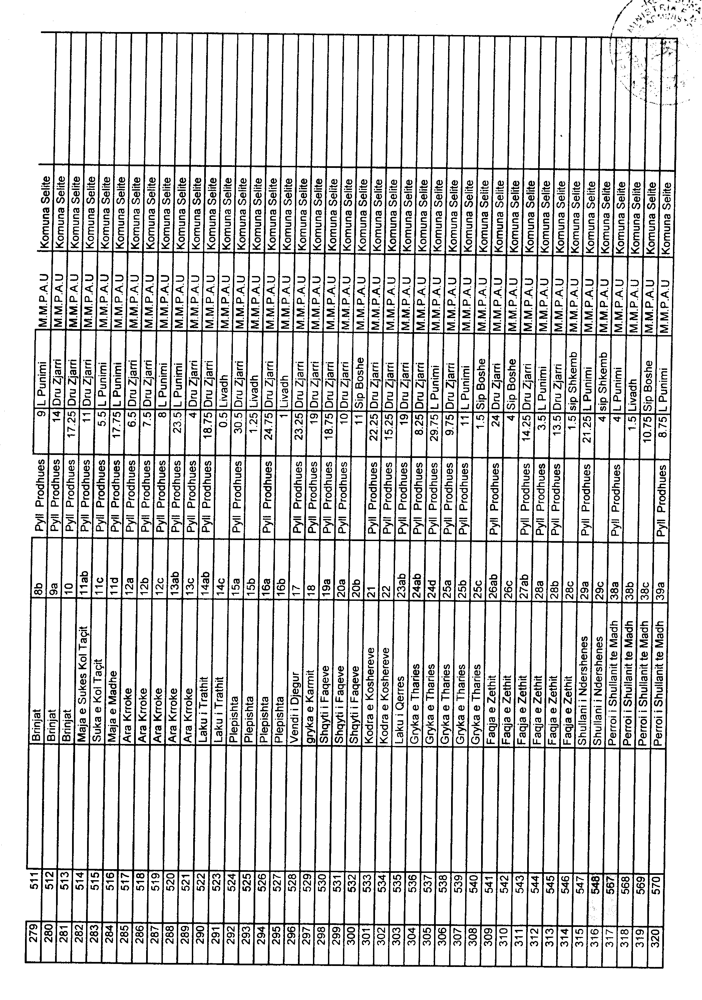 279 511 Brinjat 8b Pyll Prodhues 9 L Punimi M.M.P.A.U Komuna Selite
280 512 Brinjat 9a Pyll Prodhues 14 Dru Zjarri M.M.P.A.U Komuna Selite
281 513 Brinjat 10 Pyll Prodhues 17.25 Dru Zjarri M.M.P.A.U Komuna Selite
282 514 Maja e Sukes Kol Taçit 11ab Pyll Prodhues 11 Dru Zjarri M.M.P.A.U Komuna Selite
283 515 Suka e Kol Taçit 11c Pyll Prodhues 5.5 L Punimi M.M.P.A.U Komuna Selite
284 516 Maja e Madhe 11d Pyll Prodhues 17.75 L Punimi M.M.P.A.U Komuna Selite
285 517 Ara Krroke 12a Pyll Prodhues 6.5 Dru Zjarri M.M.P.A.U Komuna Selite
286 518 Ara Krroke 12b Pyll Prodhues 7.5 Dru Zjarri M.M.P.A.U Komuna Selite
287 519 Ara Krroke 12c Pyll Prodhues 8 L Punimi M.M.P.A.U Komuna Selite
288 520 Ara Krroke 13ab Pyll Prodhues 23.5 L Punimi M.M.P.A.U Komuna Selite
289 521 Ara Krroke 13c Pyll Prodhues 4 Dru Zjarri M.M.P.A.U Komuna Selite
290 522 Laku i Trathit 14ab Pyll Prodhues 18.75 Dru Zjarri M.M.P.A.U Komuna Selite
291 523 Laku i Trathit 14c 0.5 Livadh M.M.P.A.U Komuna Selite
292 524 Plepishta 15a Pyll Prodhues 30.5 Dru Zjarri M.M.P.A.U Komuna Selite
293 525 Plepishta 15b 1.25 Livadh M.M.P.A.U Komuna Selite
294 526 Plepishta 16a Pyll Prodhues 24.75 Dru Zjarri M.M.P.A.U Komuna Selite
295 527 Plepishta 16b 1 Livadh M.M.P.A.U Komuna Selite
296 528 Vendi i Djegur 17 Pyll Prodhues 23.25 Dru Zjarri M.M.P.A.U Komuna Selite
297 529 gryka e Karmit 18 Pyll Prodhues 19 Dru Zjarri M.M.P.A.U Komuna Selite
298 530 Shqyti i Faqeve 19a Pyll Prodhues 18.75 Dru Zjarri M.M.P.A.U Komuna Selite
299 531 Shqyti i Faqeve 20a Pyll Prodhues 10 Dru Zjarri M.M.P.A.U Komuna Selite
300 532 Shqyti i Faqeve 20b 11 Sip Boshe M.M.P.A.U Komuna Selite
301 533 Kodra e Koshereve 21 Pyll Prodhues 22.25 Dru Zjarri M.M.P.A.U Komuna Selite
302 534 Kodra e Koshereve 22 Pyll Prodhues 15.25 Dru Zjarri M.M.P.A.U Komuna Selite
303 535 Laku i Qerres 23ab Pyll Prodhues 19 Dru Zjarri M.M.P.A.U Komuna Selite
304 536 Gryka e Tharies 24ab Pyll Prodhues 8.25 Dru Zjarri M.M.P.A.U Komuna Selite
305 537 Gryka e Tharies 24d Pyll Prodhues 29.75 L Punimi M.M.P.A.U Komuna Selite
306 538 Gryka e Tharies 25a Pyll Prodhues 9.75 Dru Zjarri M.M.P.A.U Komuna Selite
307 539 Gryka e Tharies 25b Pyll Prodhues 11 L Punimi M.M.P.A.U Komuna Selite
308 540 Gryka e Tharies 25c 1.5 Sip Boshe M.M.P.A.U Komuna Selite
309 541 Faqja e Zethit 26ab Pyll Prodhues 24 Dru Zjarri M.M.P.A.U Komuna Selite
310 542 Faqja e Zethit 26c 4 Sip Boshe M.M.P.A.U Komuna Selite
311 543 Faqja e Zethit 27ab Pyll Prodhues 14.25 Dru Zjarri M.M.P.A.U Komuna Selite
312 544 Faqja e Zethit 28a Pyll Prodhues 3.5 L Punimi M.M.P.A.U Komuna Selite
313 545 Faqja e Zethit 28b Pyll Prodhues 13.5 Dru Zjarri M.M.P.A.U Komuna Selite
314 546 Faqja e Zethit 28c 1.5 sip Shkemb M.M.P.A.U Komuna Selite
315 547 Shullani i Ndershenes 29a Pyll Prodhues 21.25 L Punimi M.M.P.A.U Komuna Selite
316 548 Shullani i Ndershenes 29c 4 sip Shkemb M.M.P.A.U Komuna Selite
317 567 Perroi i Shullanit te Madh 38a Pyll Prodhues 4 L Punimi M.M.P.A.U Komuna Selite
318 568 Perroi i Shullanit te Madh 38b 1.5 Livadh M.M.P.A.U Komuna Selite
319 569 Perroi i Shullanit te Madh 38c 10.75 Sip Boshe M.M.P.A.U Komuna Selite
320 570 Perroi i Shullanit te Madh 39a Pyll Prodhues 8.75 L Punimi M.M.P.A.U Komuna Selite
MINISTRIA